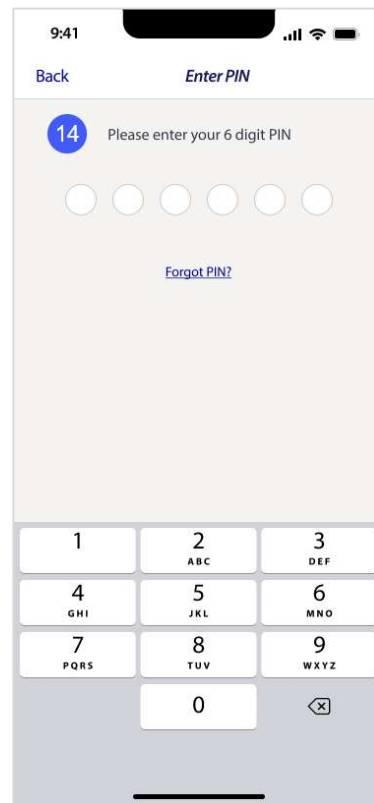 9:41
Back Enter PIN
14 Please enter your 6 digit PIN
Forgot PIN?
1 2 3
ABC DEF
4 5 6
GHI JKL MNO
7 8 9
PQRS TUV WXYZ
0